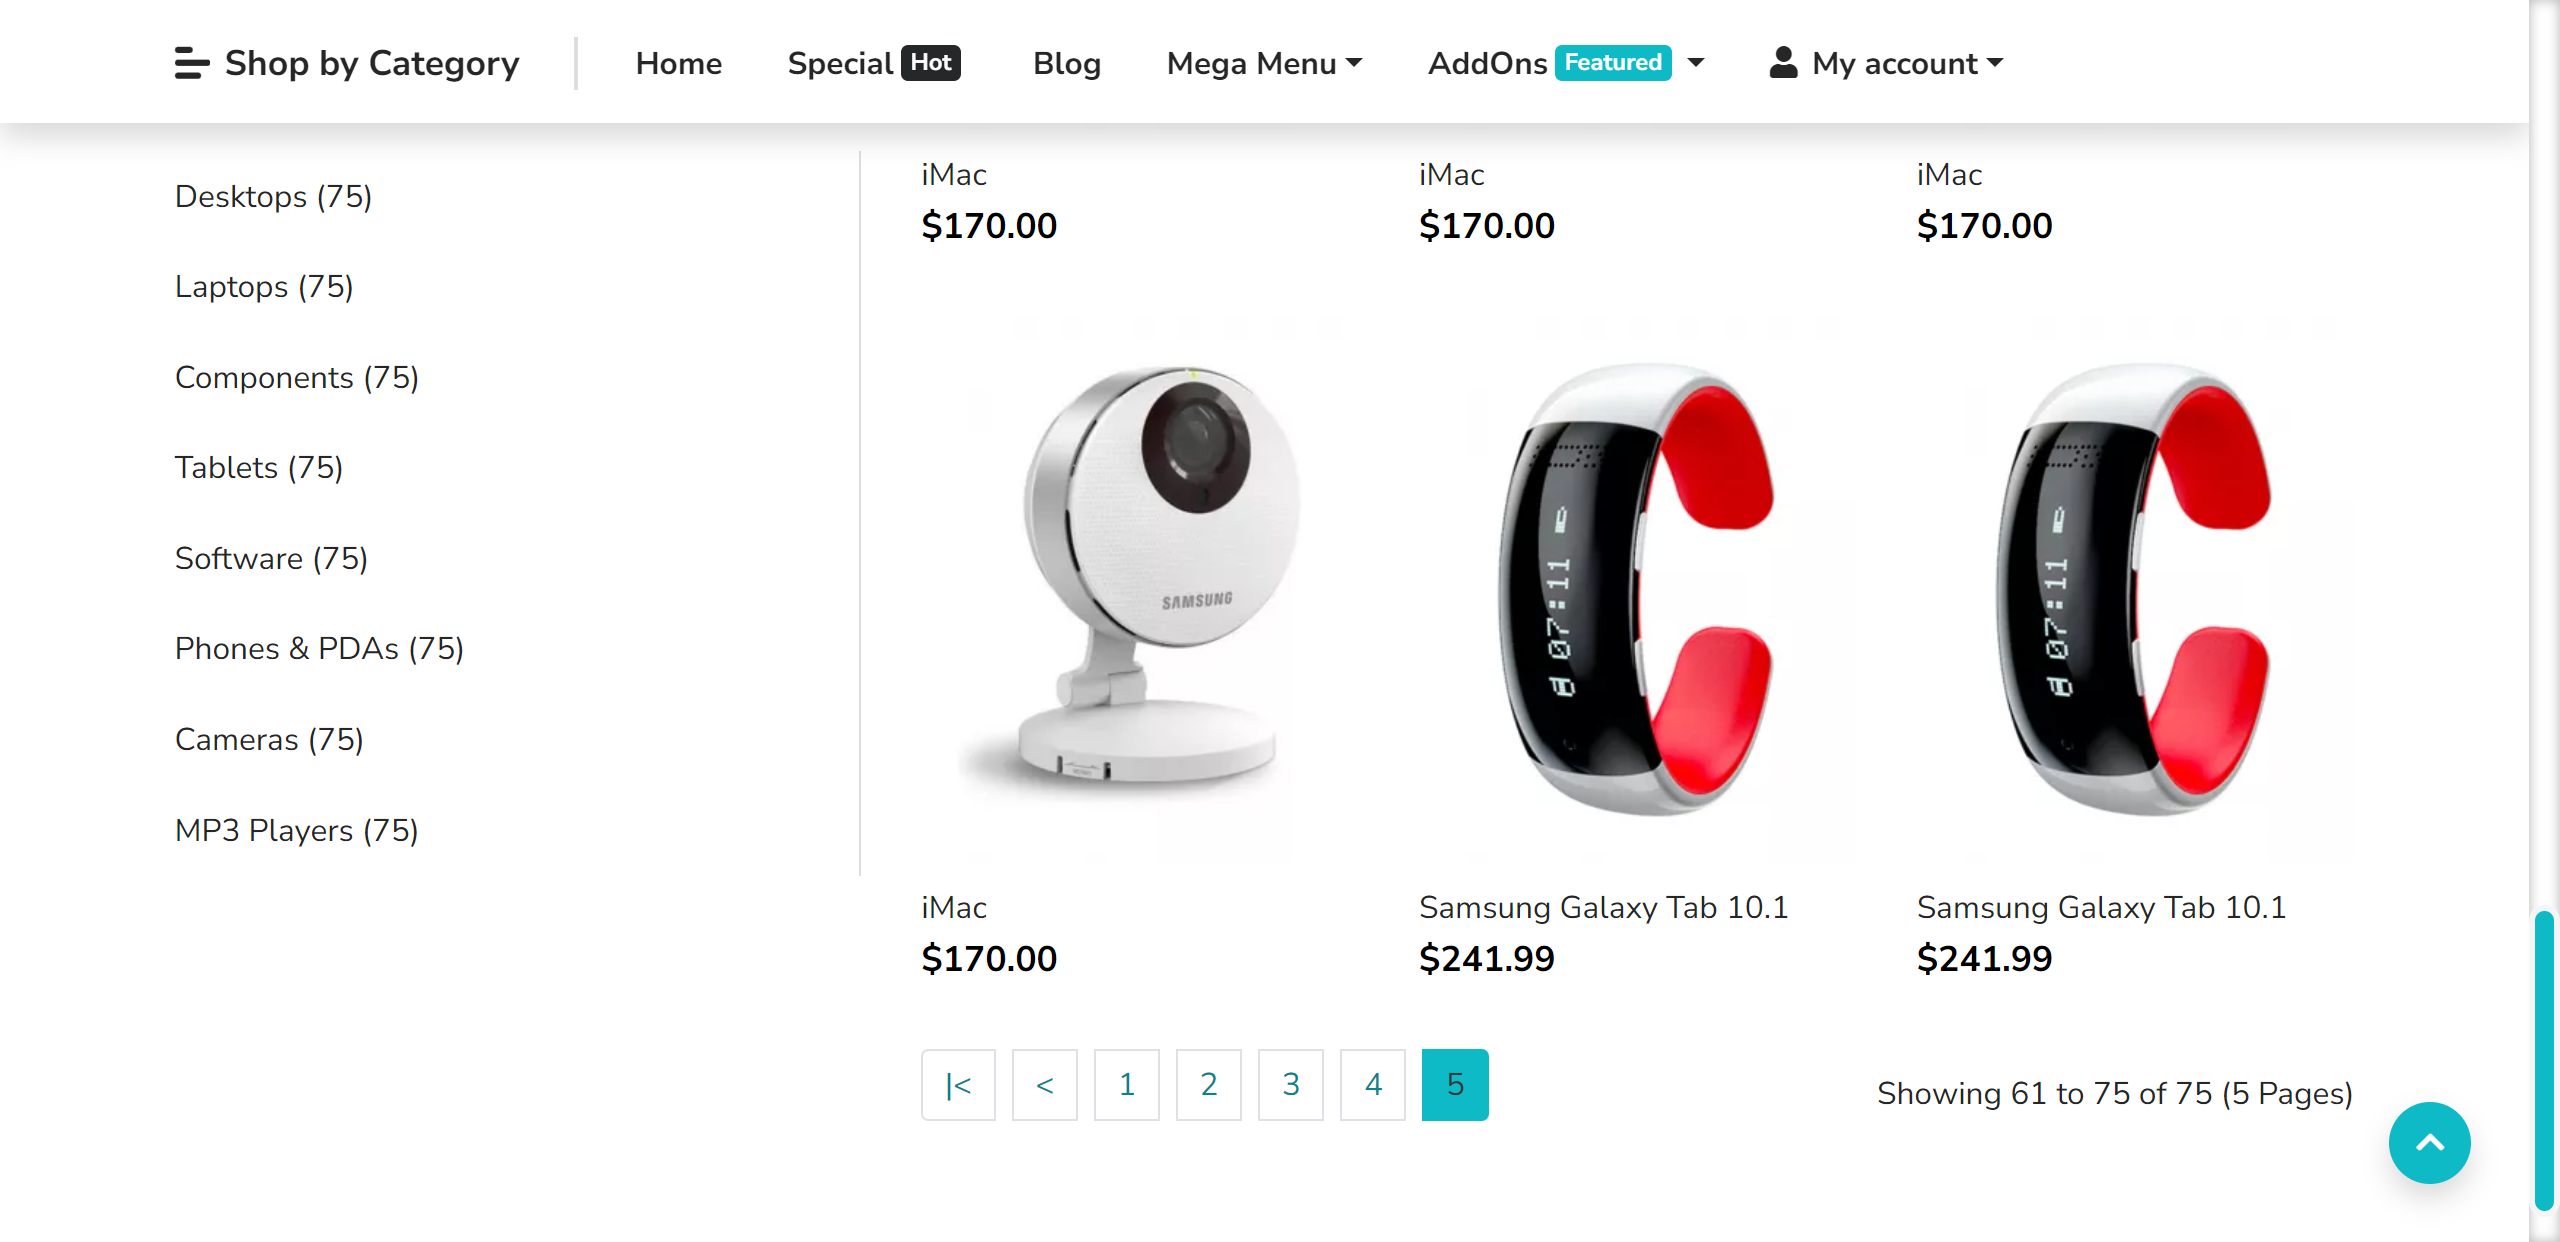 Shop by Category Home Special Hot Blog Mega Menu AddOns Featured My account
Desktops (75)
Laptops (75)
Components (75)
Tablets (75)
Software (75)
Phones & PDAs (75)
Cameras (75)
MP3 Players (75)
iMac
$170.00
iMac
$170.00
iMac
$170.00
SAMSUNG
iMac
$170.00
07:11
Samsung Galaxy Tab 10.1
$241.99
07:11
Samsung Galaxy Tab 10.1
$241.99
|< < 1 2 3 4 5
Showing 61 to 75 of 75 (5 Pages)